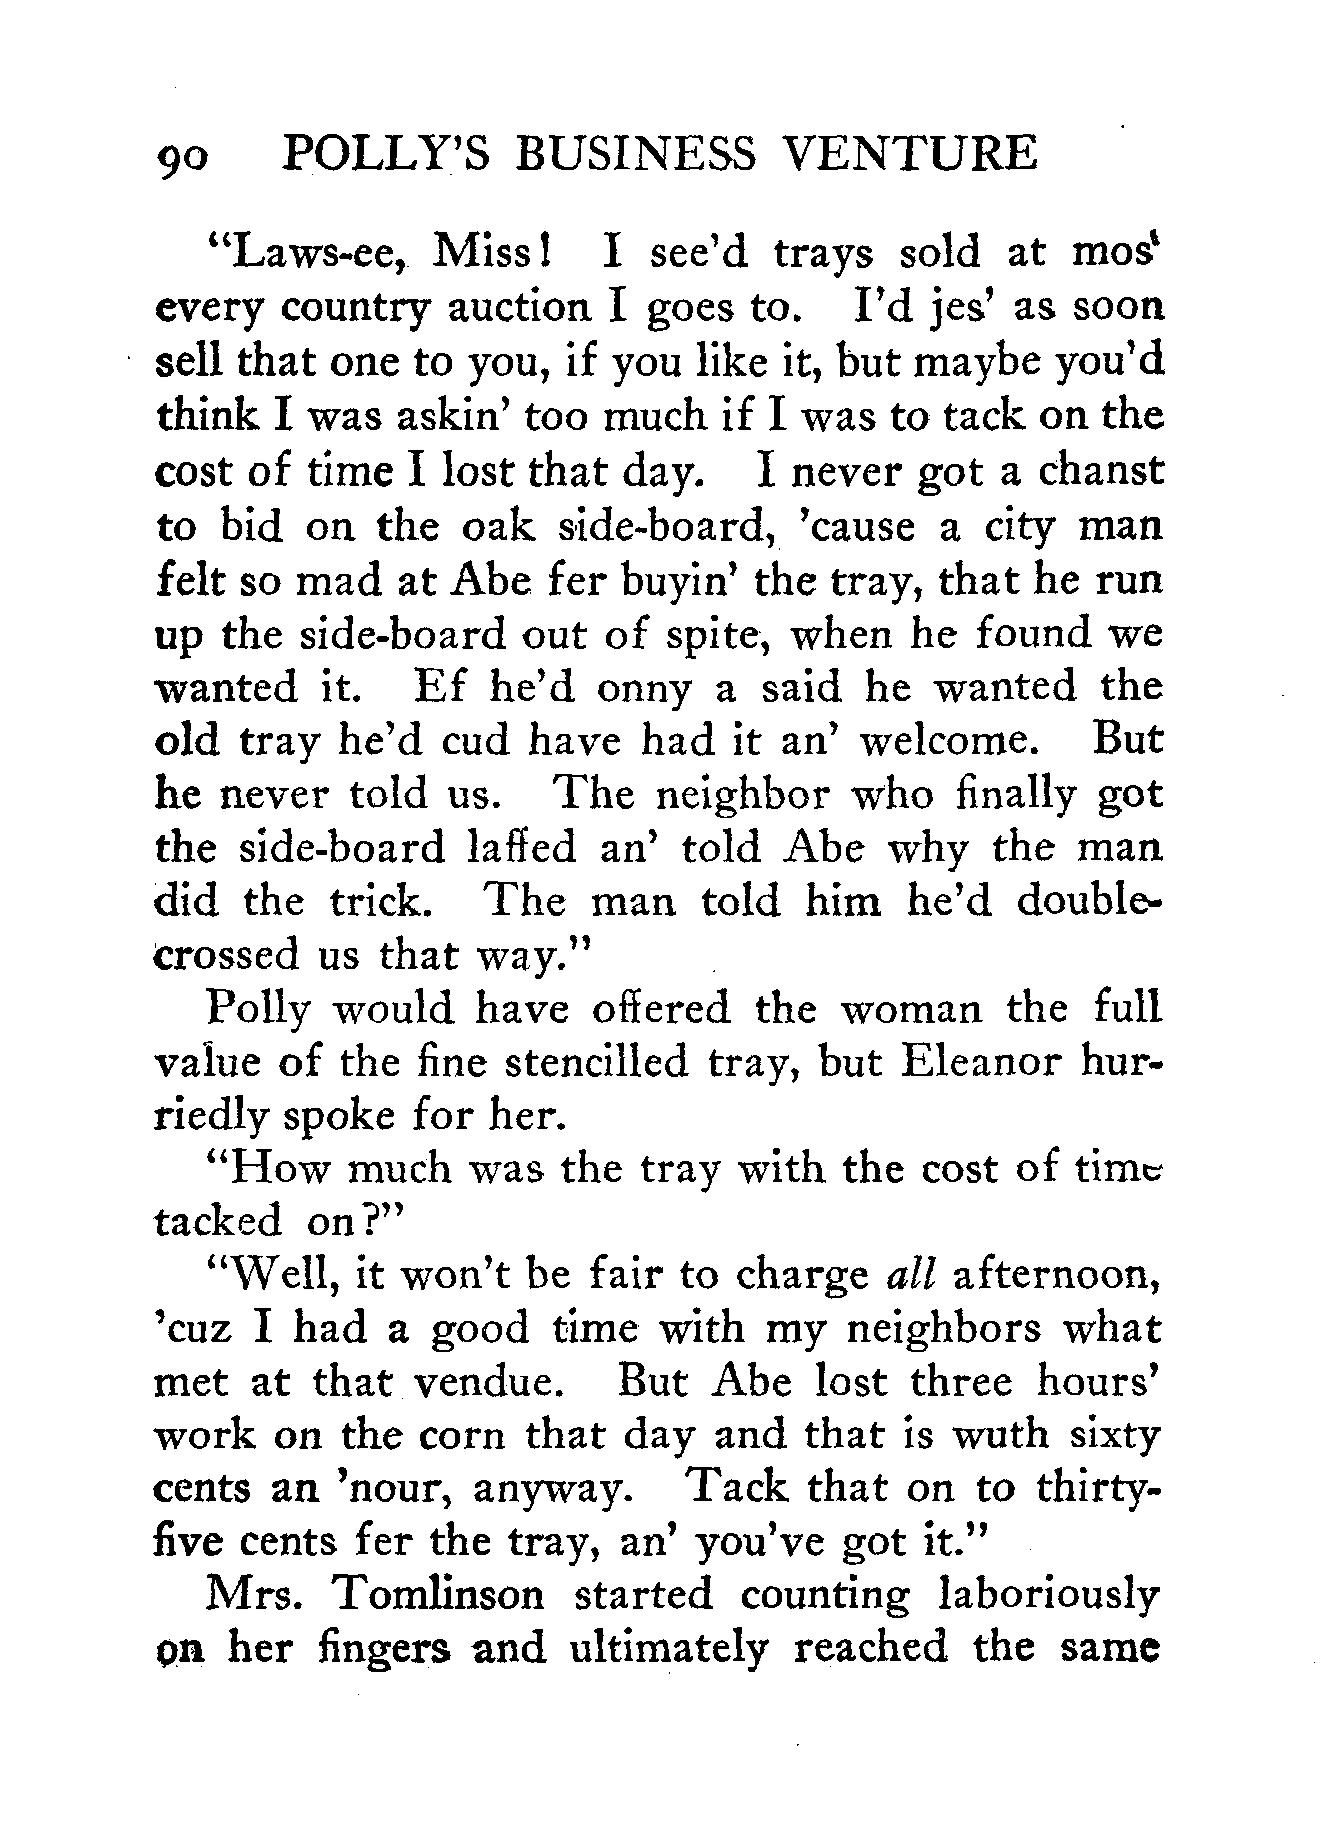 90 POLLY'S BUSINESS VENTURE
"Laws-ee, Miss! I see'd trays sold at mos'
every country auction I goes to. I'd jes' as soon
sell that one to you, if you like it, but maybe you'd
think I was askin' too much if I was to tack on the
cost of time I lost that day. I never got a chanst
to bid on the oak side-board, 'cause a city man
felt so mad at Abe fer buyin' the tray, that he run
up the side-board out of spite, when he found we
wanted it. Ef he'd onny a said he wanted the
old tray he'd cud have had it an' welcome. But
he never told us. The neighbor who finally got
the side-board laffed an' told Abe why the man
did the trick. The man told him he'd double-
crossed us that way."
Polly would have offered the woman the full
value of the fine stencilled tray, but Eleanor hur-
riedly spoke for her.
"How much was the tray with the cost of time
tacked on?"
"Well, it won't be fair to charge all afternoon,
'cuz I had a good time with my neighbors what
met at that vendue. But Abe lost three hours'
work on the corn that day and that is wuth sixty
cents an 'nour, anyway. Tack that on to thirty-
five cents fer the tray, an' you've got it."
Mrs. Tomlinson started counting laboriously
on her fingers and ultimately reached the same